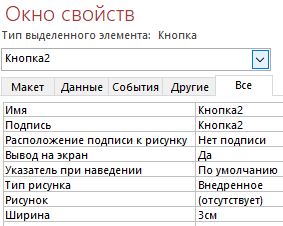 Окно свойств
Тип выделенного элемента: Кнопка
Кнопка2
Макет Данные События Другие Все
Имя Кнопка2
Подпись Кнопка2
Расположение подписи к рисунку Нет подписи
Вывод на экран Да
Указатель при наведении По умолчанию
Тип рисунка Внедренное
Рисунок (отсутствует)
Ширина 3см